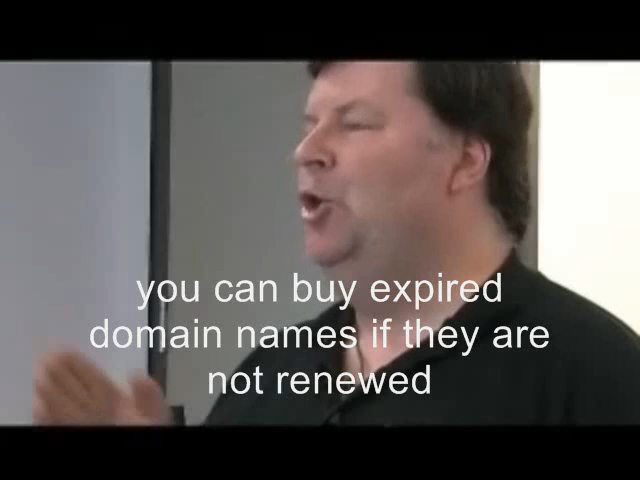 you can buy expired
domain names if they are
not renewed